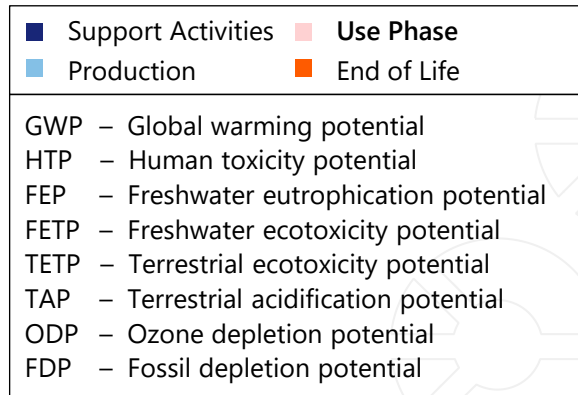 Support Activities Use Phase
Production End of Life
GWP – Global warming potential
HTP – Human toxicity potential
FEP – Freshwater eutrophication potential
FETP – Freshwater ecotoxicity potential
TETP – Terrestrial ecotoxicity potential
TAP – Terrestrial acidification potential
ODP – Ozone depletion potential
FDP – Fossil depletion potential